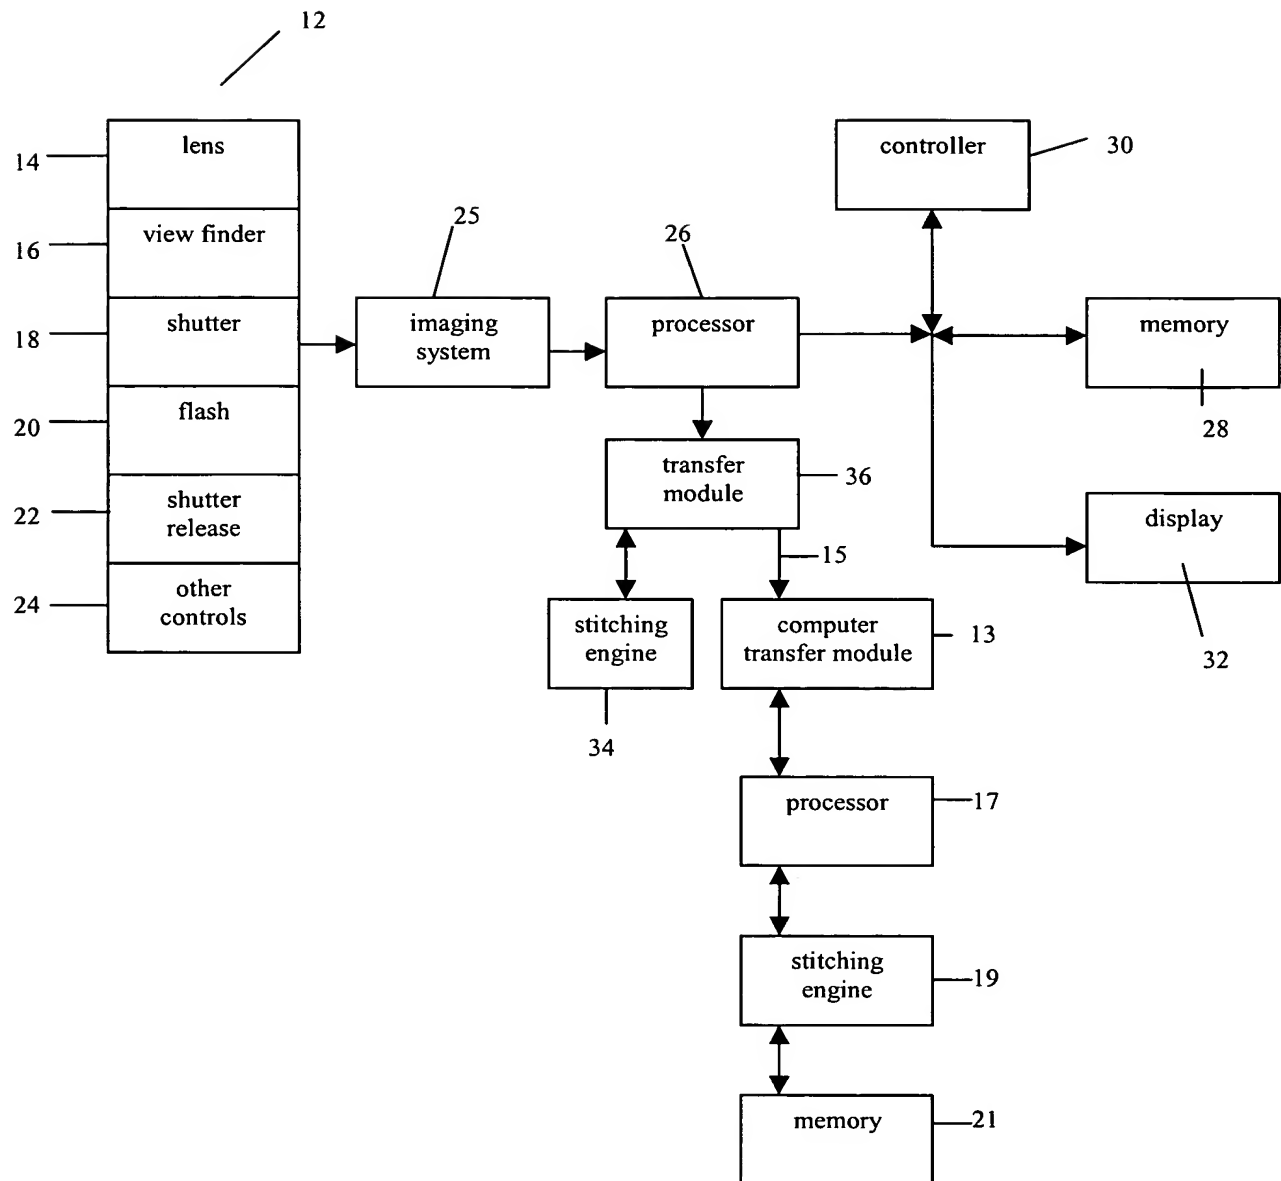 12
lens
14
view finder
16
shutter
18
flash
20
shutter
release
22
other
controls
24
25
imaging
system
26
processor
controller
30
memory
28
display
32
transfer
module
36
15
stitching
engine
34
computer
transfer module
13
processor
17
stitching
engine
19
memory
21